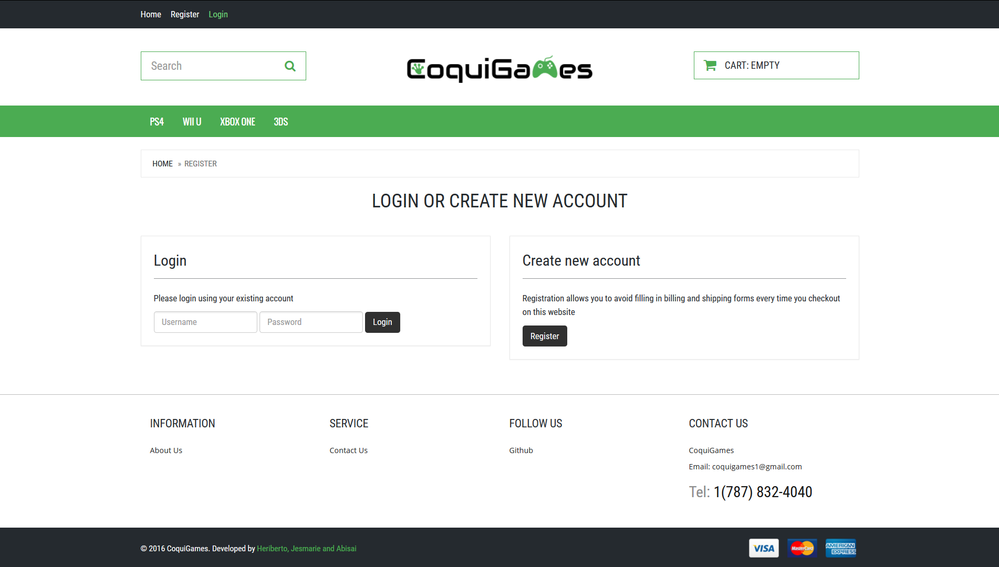 Home Register Login
Search
CoquiGames
CART: EMPTY
PS4 WII U XBOX ONE 3DS
HOME » REGISTER
LOGIN OR CREATE NEW ACCOUNT
Login
Please login using your existing account
Username Password Login
Create new account
Registration allows you to avoid filling in billing and shipping forms every time you checkout
on this website
Register
INFORMATION
About Us
SERVICE
Contact Us
FOLLOW US
Github
CONTACT US
CoquiGames
Email: coquigames1@gmail.com
Tel: 1(787) 832-4040
© 2016 CoquiGames. Developed by Heriberto, Jesmarie and Abisai
VISA MasterCard AMERICAN
EXPRESS